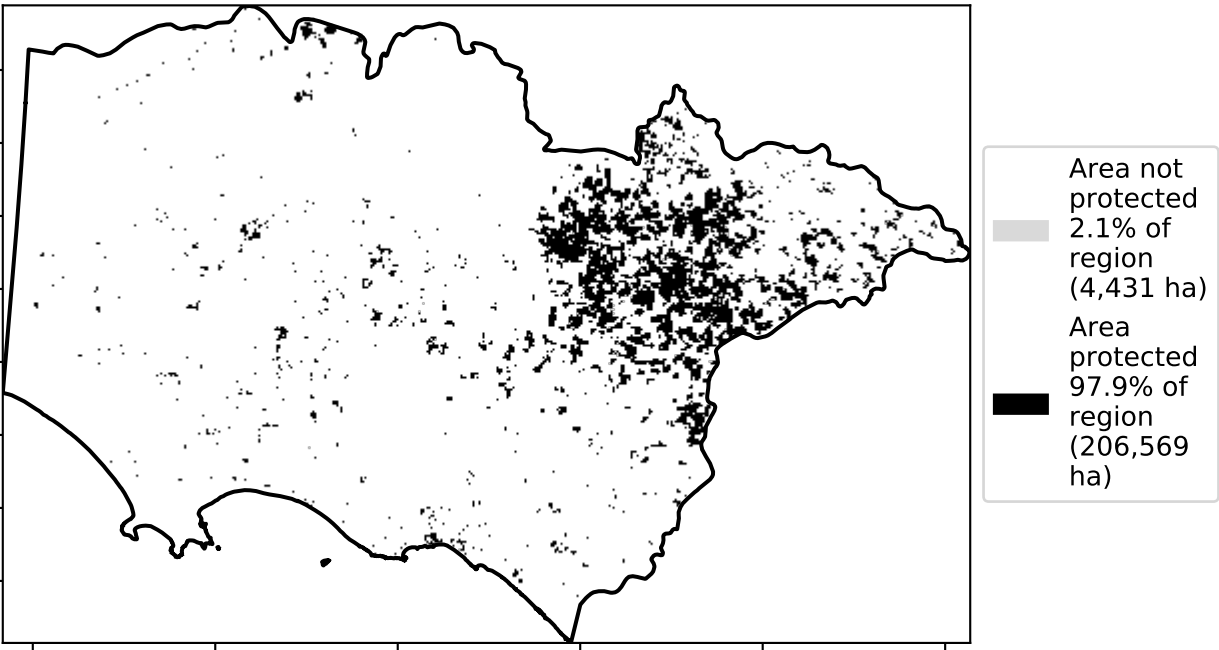 Area not
protected
2.1% of
region
(4,431 ha)
Area
protected
97.9% of
region
(206,569
ha)